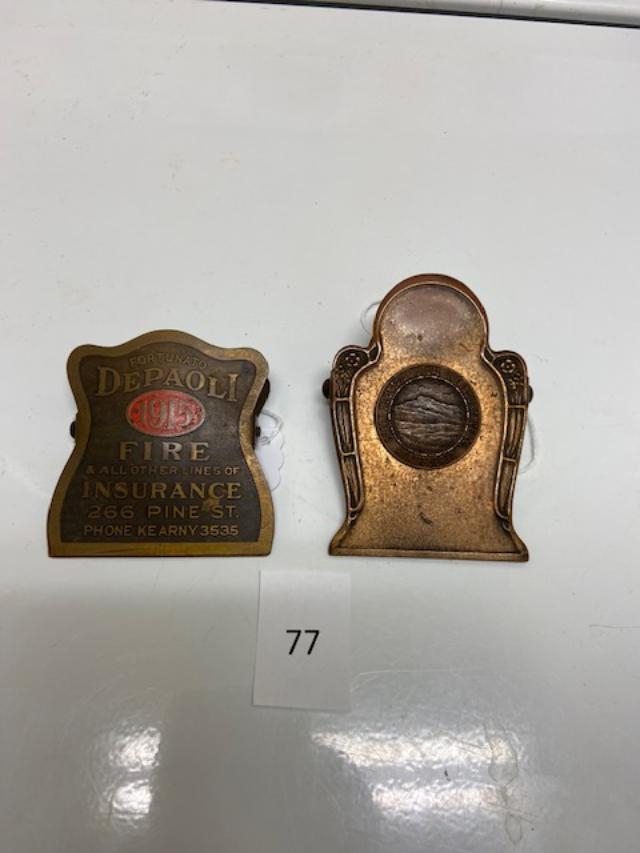 FORTUNATO
DEPAOLI
1915
FIRE
& ALL OTHER LINES OF
INSURANCE
266 PINE ST.
PHONE KEARNY 3535
77